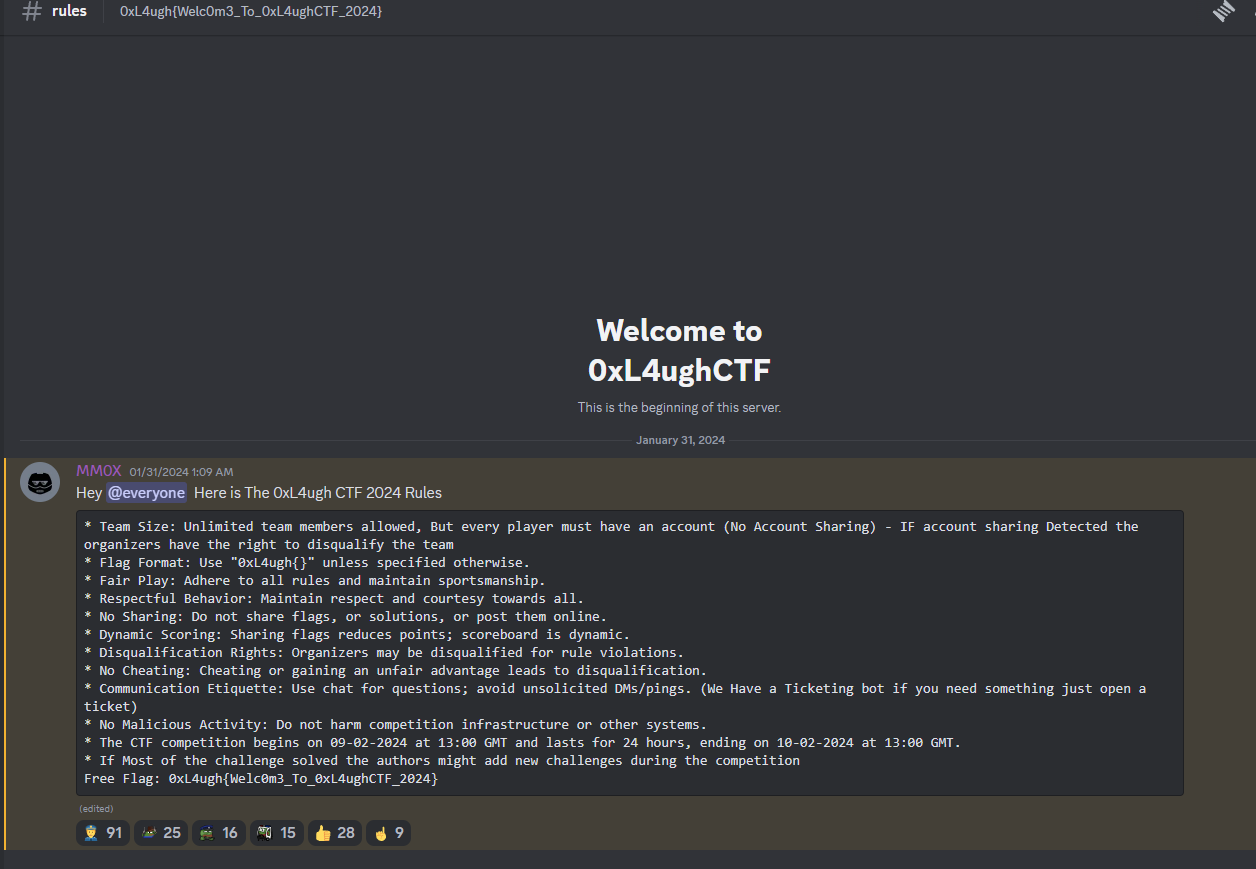 # rules 0xL4ugh{Welc0m3_To_0xL4ughCTF_2024}
Welcome to
0xL4ughCTF
This is the beginning of this server.
January 31, 2024
MM0X 01/31/2024 1:09 AM
Hey @everyone Here is The 0xL4ugh CTF 2024 Rules
* Team Size: Unlimited team members allowed, But every player must have an account (No Account Sharing) - IF account sharing Detected the
organizers have the right to disqualify the team
* Flag Format: Use "0xL4ugh{}" unless specified otherwise.
* Fair Play: Adhere to all rules and maintain sportsmanship.
* Respectful Behavior: Maintain respect and courtesy towards all.
* No Sharing: Do not share flags, or solutions, or post them online.
* Dynamic Scoring: Sharing flags reduces points; scoreboard is dynamic.
* Disqualification Rights: Organizers may be disqualified for rule violations.
* No Cheating: Cheating or gaining an unfair advantage leads to disqualification.
* Communication Etiquette: Use chat for questions; avoid unsolicited DMs/pings. (We Have a Ticketing bot if you need something just open a
ticket)
* No Malicious Activity: Do not harm competition infrastructure or other systems.
* The CTF competition begins on 09-02-2024 at 13:00 GMT and lasts for 24 hours, ending on 10-02-2024 at 13:00 GMT.
* If Most of the challenge solved the authors might add new challenges during the competition
Free Flag: 0xL4ugh{Welc0m3_To_0xL4ughCTF_2024}
(edited)
91 25 16 15 28 9